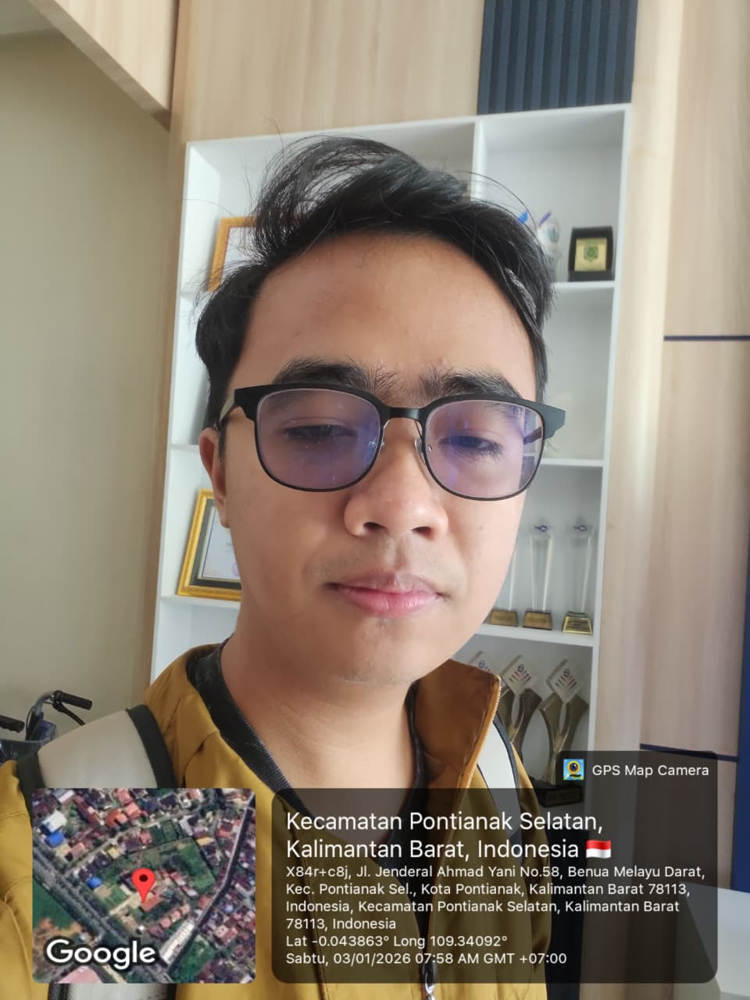 GPS Map Camera
Kecamatan Pontianak Selatan,
Kalimantan Barat, Indonesia 🇮🇩
X84r+c8j, Jl. Jenderal Ahmad Yani No.58, Benua Melayu Darat,
Kec. Pontianak Sel., Kota Pontianak, Kalimantan Barat 78113,
Indonesia, Kecamatan Pontianak Selatan, Kalimantan Barat
78113, Indonesia
Lat -0.043863° Long 109.34092°
Sabtu, 03/01/2026 07:58 AM GMT +07:00
Google